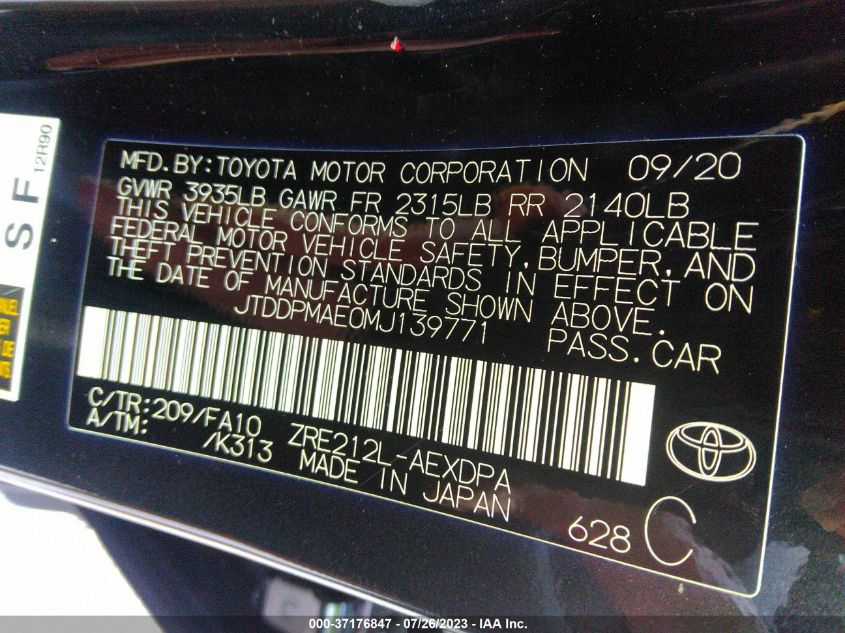 MFD.BY:TOYOTA MOTOR CORPORATION 09/20
GVWR 3935LB GAWR FR 2315LB RR 2140LB
THIS VEHICLE CONFORMS TO ALL APPLICABLE
FEDERAL MOTOR VEHICLE SAFETY, BUMPER, AND
THEFT PREVENTION STANDARDS IN EFFECT ON
THE DATE OF MANUFACTURE SHOWN ABOVE.
JTDDPMAE0MJ139771 PASS.CAR
C/TR:209/FA10 ZRE212L-AEXDPA
A/TM: /K313 MADE IN JAPAN
628 C
S F
12R90
DE
000-37176847 - 07/26/2023 - IAA Inc.